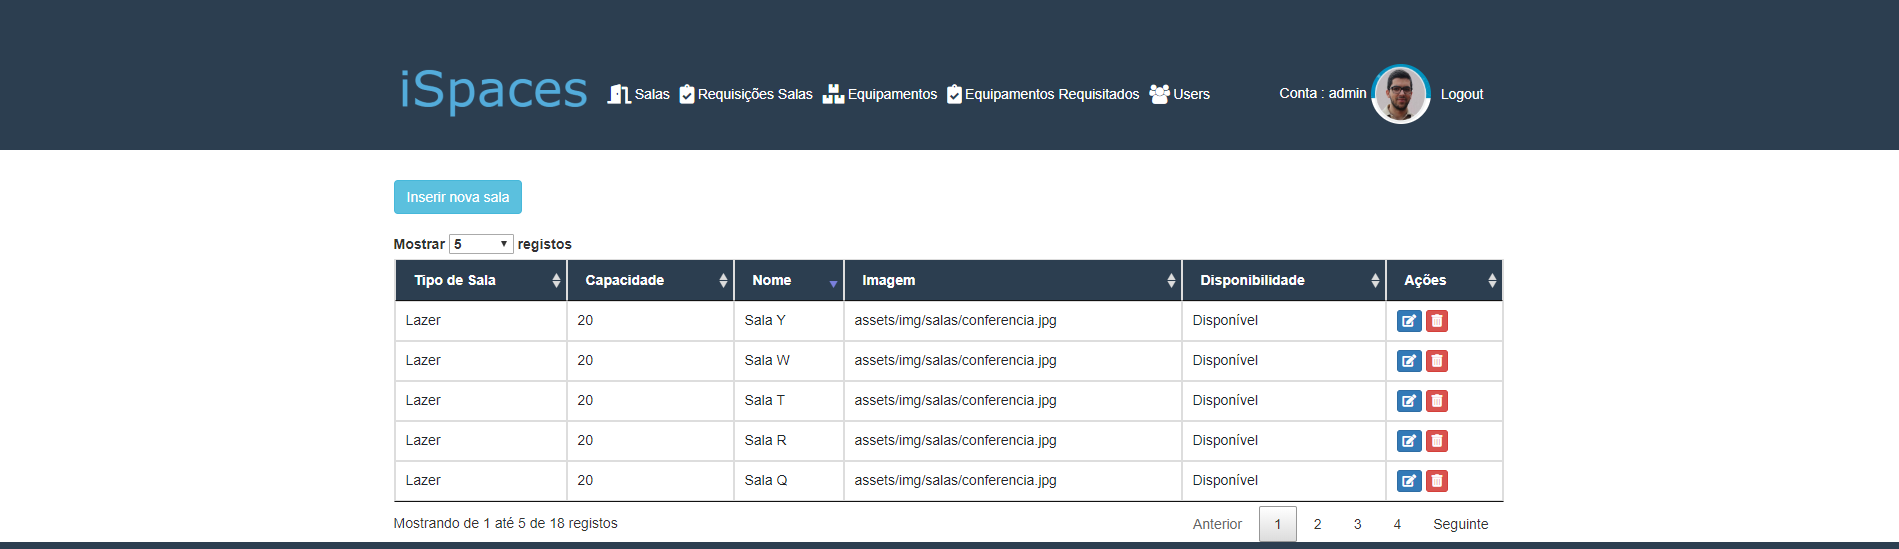 iSpaces Salas Requisições Salas Equipamentos Equipamentos Requisitados Users Conta : admin Logout
Inserir nova sala
Mostrar 5 registos
Tipo de Sala Capacidade Nome Imagem Disponibilidade Ações
Lazer 20 Sala Y assets/img/salas/conferencia.jpg Disponível
Lazer 20 Sala W assets/img/salas/conferencia.jpg Disponível
Lazer 20 Sala T assets/img/salas/conferencia.jpg Disponível
Lazer 20 Sala R assets/img/salas/conferencia.jpg Disponível
Lazer 20 Sala Q assets/img/salas/conferencia.jpg Disponível
Mostrando de 1 até 5 de 18 registos Anterior 1 2 3 4 Seguinte